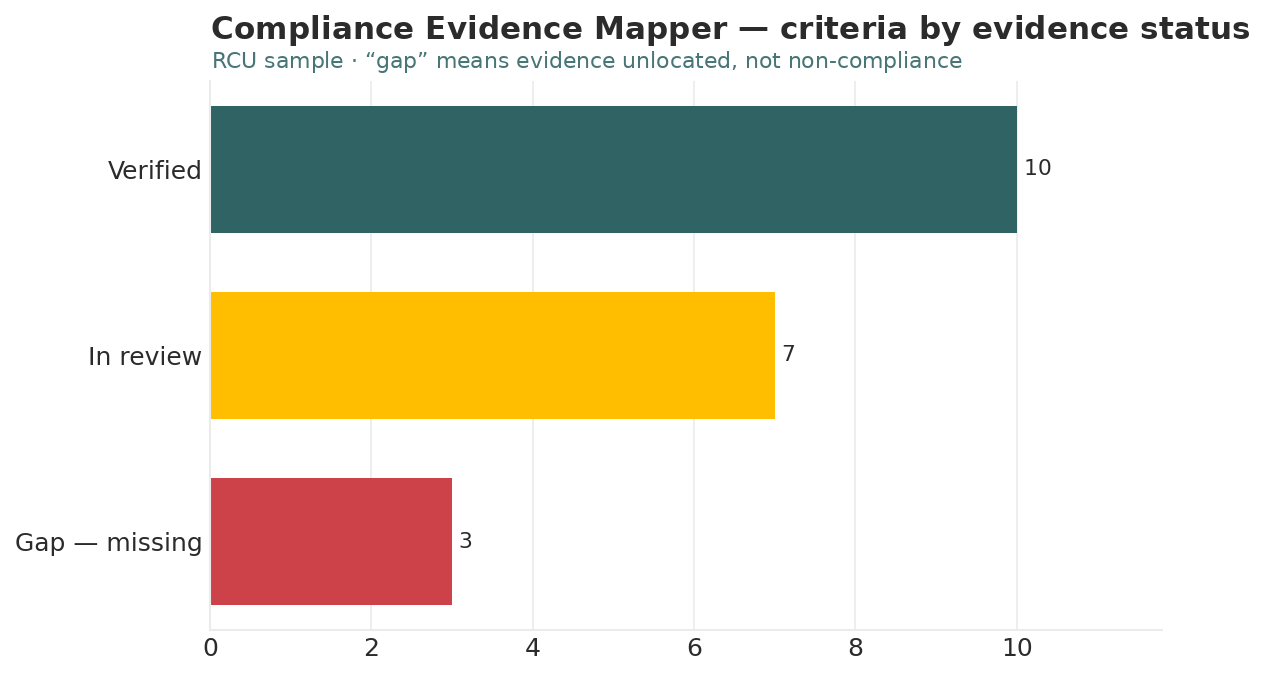 Compliance Evidence Mapper — criteria by evidence status
RCU sample · “gap” means evidence unlocated, not non-compliance
Verified
10
In review
7
Gap — missing
3
0 2 4 6 8 10